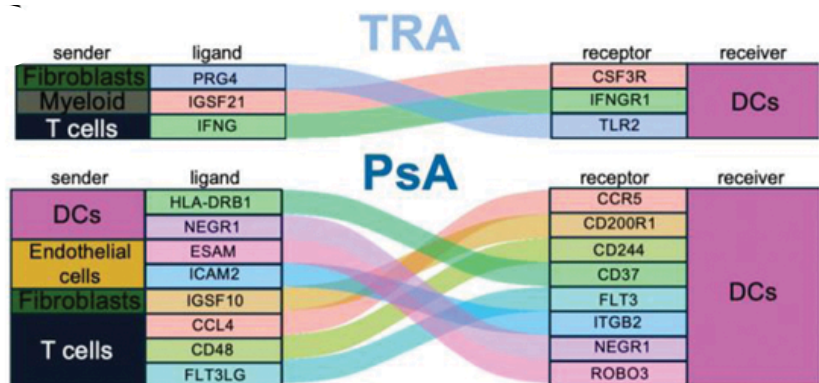 TRA
sender ligand receptor receiver
Fibroblasts PRG4 CSF3R
Myeloid IGSF21 IFNGR1 DCs
T cells IFNG TLR2
PsA
sender ligand receptor receiver
HLA-DRB1 CCR5
DCs NEGR1 CD200R1
ESAM CD244
Endothelial
cells ICAM2 CD37
Fibroblasts IGSF10 FLT3 DCs
CCL4 ITGB2
T cells CD48 NEGR1
FLT3LG ROBO3